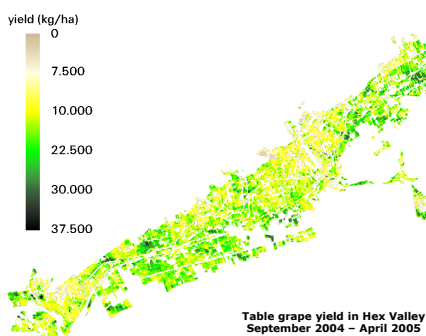 yield (kg/ha)
0
7.500
10.000
22.500
30.000
37.500
Table grape yield in Hex Valley
September 2004 – April 2005